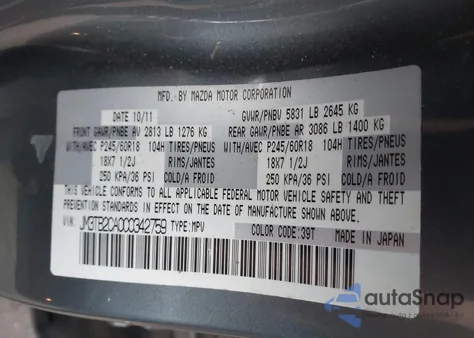 MFD. BY MAZDA MOTOR CORPORATION
DATE 10/11 GVWR/PNBV 5831 LB 2645 KG
FRONT GAWR/PNBE AV 2813 LB 1276 KG REAR GAWR/PNBE AR 3086 LB 1400 KG
WITH/AVEC P245/60R18 104H TIRES/PNEUS WITH/AVEC P245/60R18 104H TIRES/PNEUS
18X7 1/2J RIMS/JANTES 18X7 1/2J RIMS/JANTES
250 KPA/36 PSI COLD/A FROID 250 KPA/36 PSI COLD/A FROID
THIS VEHICLE CONFORMS TO ALL APPLICABLE FEDERAL MOTOR VEHICLE SAFETY AND THEFT
PREVENTION STANDARDS IN EFFECT ON THE DATE OF MANUFACTURE SHOWN ABOVE.
VIN: JM3TB2CA0C0342759 TYPE:MPV COLOR CODE:39T MADE IN JAPAN
autoSnap